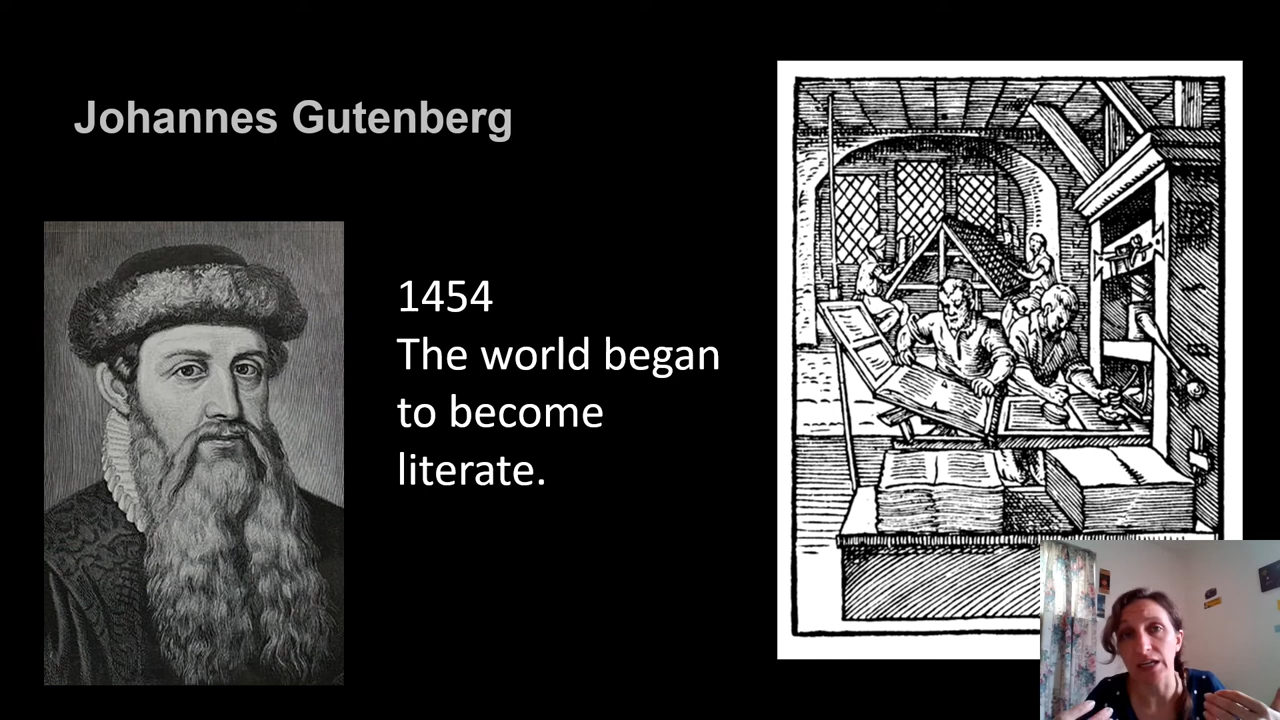 Johannes Gutenberg
1454
The world began
to become
literate.